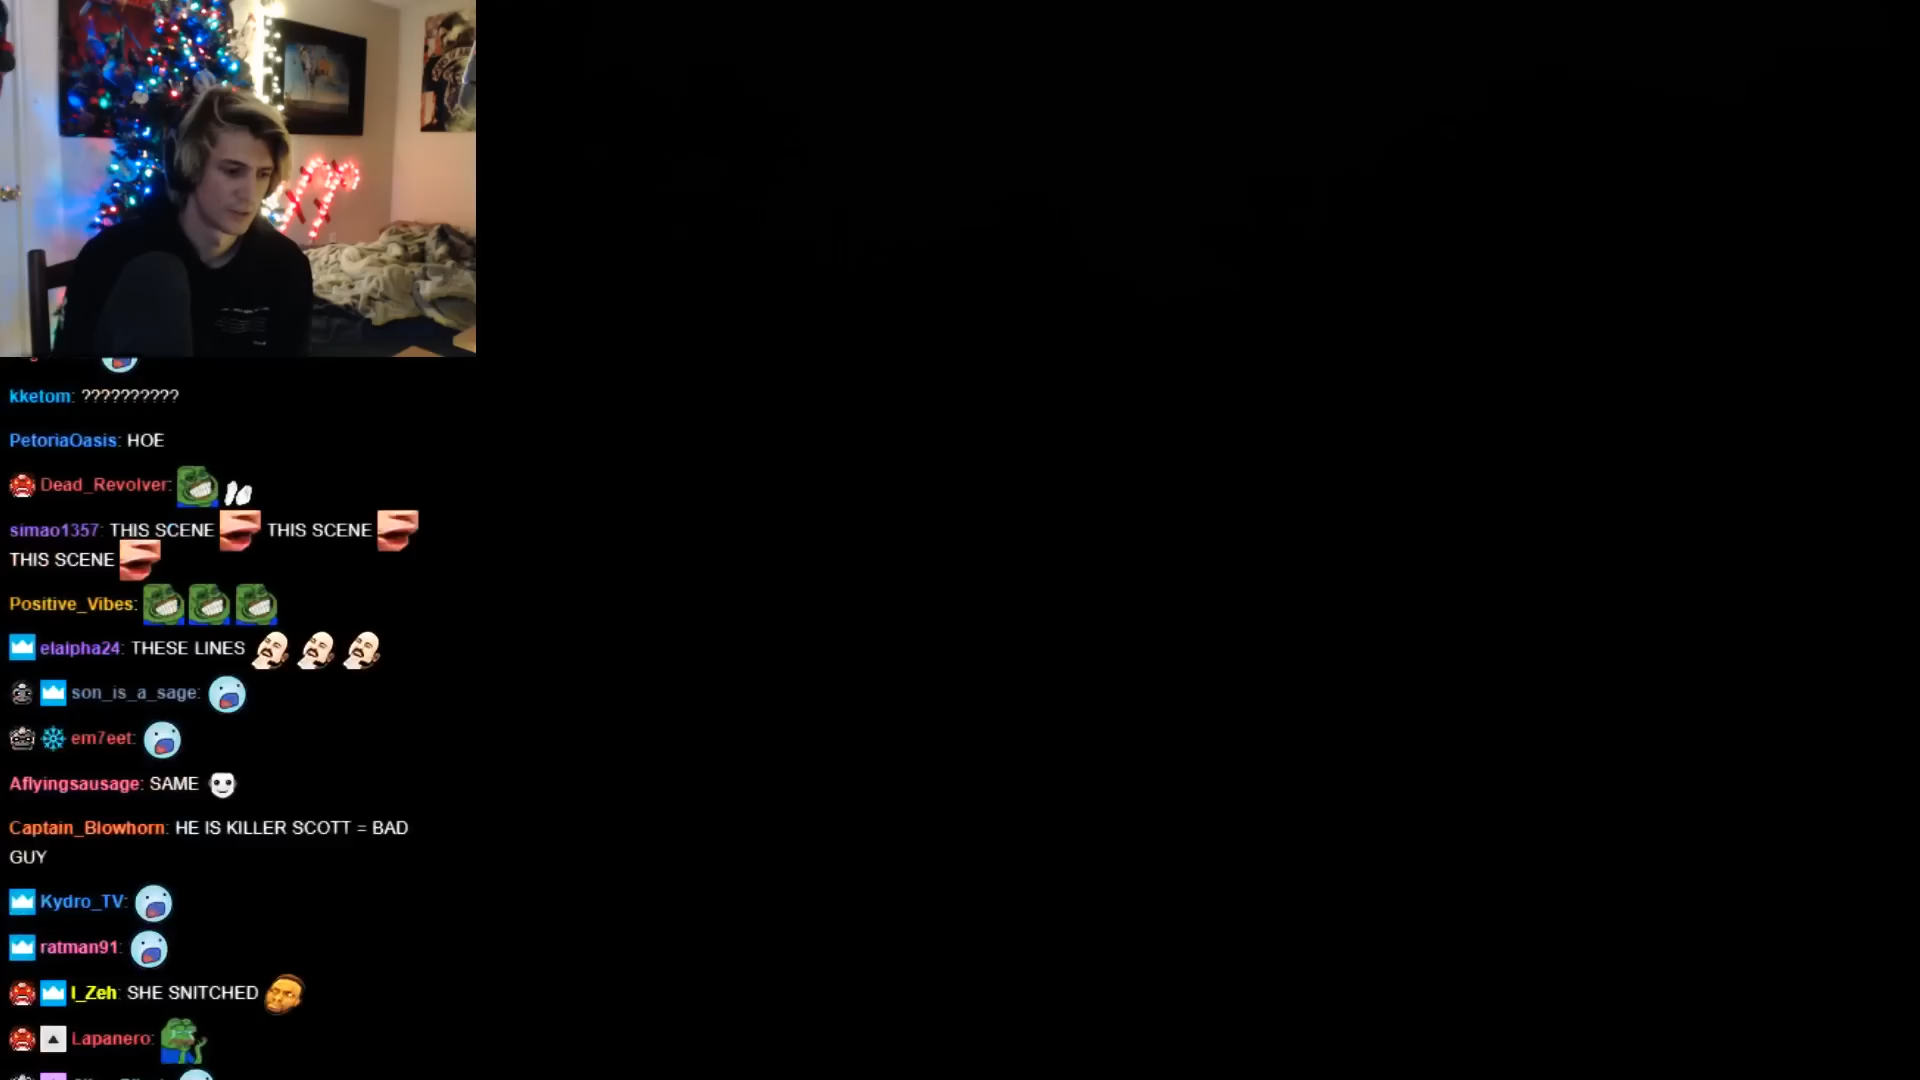 kketom: ??????????
PetoriaOasis: HOE
Dead_Revolver:
simao1357: THIS SCENE THIS SCENE
THIS SCENE
Positive_Vibes:
elaipha24: THESE LINES
son_is_a_sage:
em7eet:
Aflyingsausage: SAME
Captain_Blowhorn: HE IS KILLER SCOTT = BAD
GUY
Kydro_TV:
ratman91:
I_Zeh: SHE SNITCHED
Lapanero: